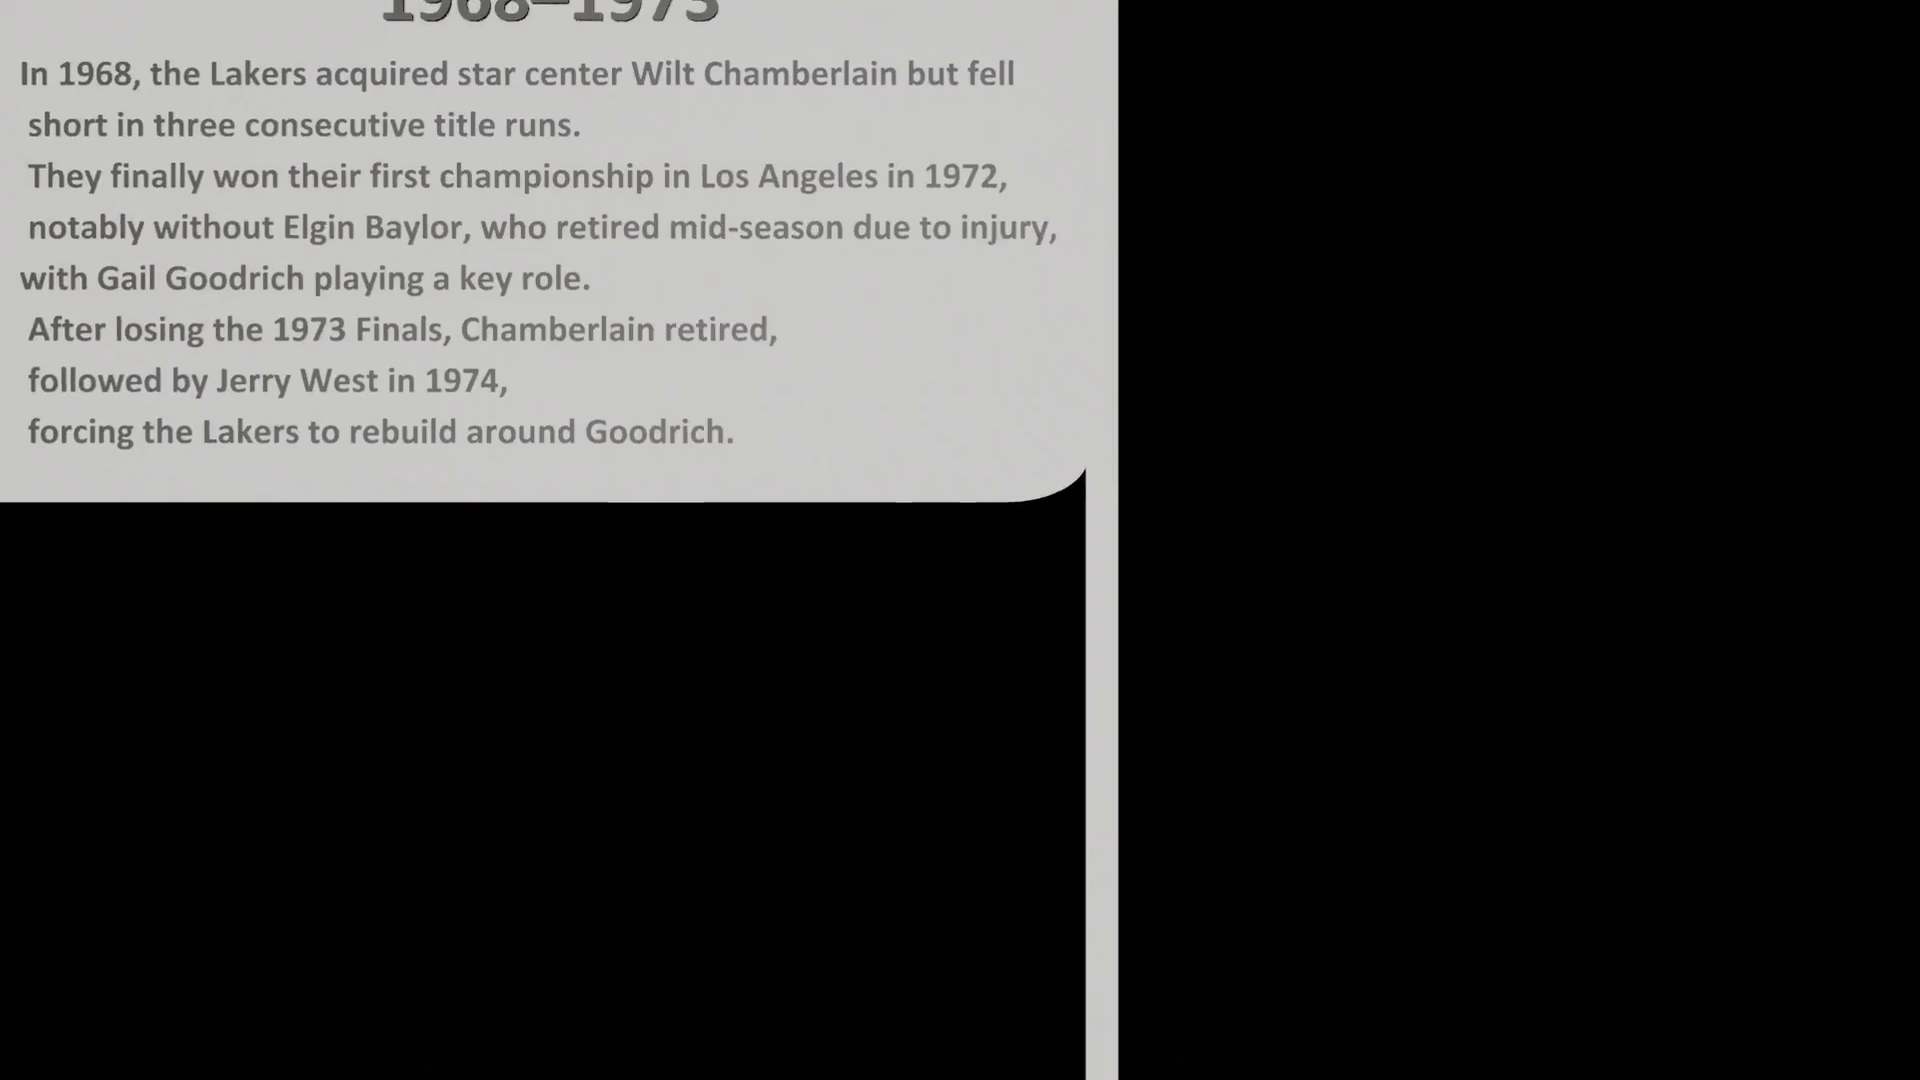 1968–1973
In 1968, the Lakers acquired star center Wilt Chamberlain but fell
short in three consecutive title runs.
They finally won their first championship in Los Angeles in 1972,
notably without Elgin Baylor, who retired mid-season due to injury,
with Gail Goodrich playing a key role.
After losing the 1973 Finals, Chamberlain retired,
followed by Jerry West in 1974,
forcing the Lakers to rebuild around Goodrich.